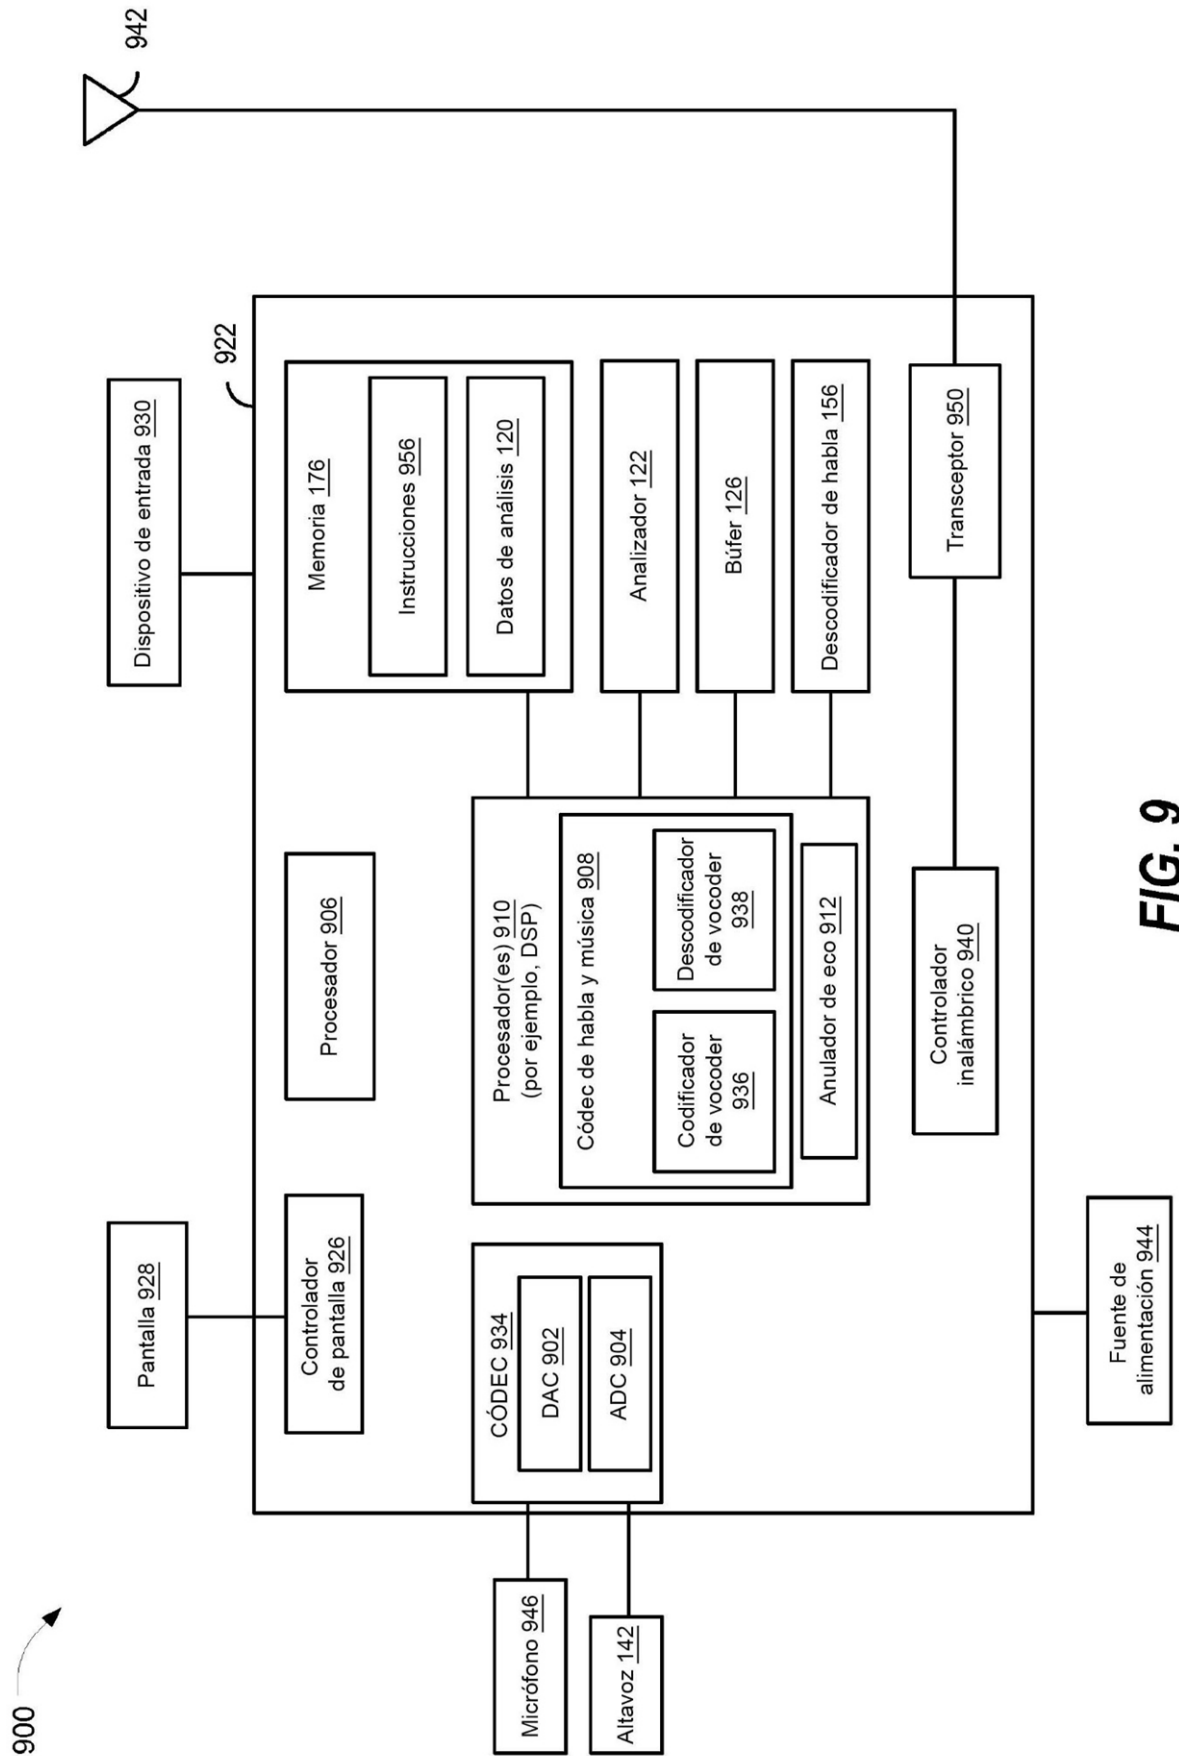 900
942
Pantalla 928
Dispositivo de entrada 930
922
Controlador
de pantalla 926
Procesador 906
Memoria 176
Instrucciones 956
Datos de análisis 120
Micrófono 946
Altavoz 142
CÓDEC 934
DAC 902
ADC 904
Procesador(es) 910
(por ejemplo, DSP)
Códec de habla y música 908
Codificador
de vocoder
936
Descodificador
de vocoder
938
Anulador de eco 912
Analizador 122
Búfer 126
Descodificador de habla 156
Controlador
inalámbrico 940
Transceptor 950
Fuente de
alimentación 944
FIG. 9